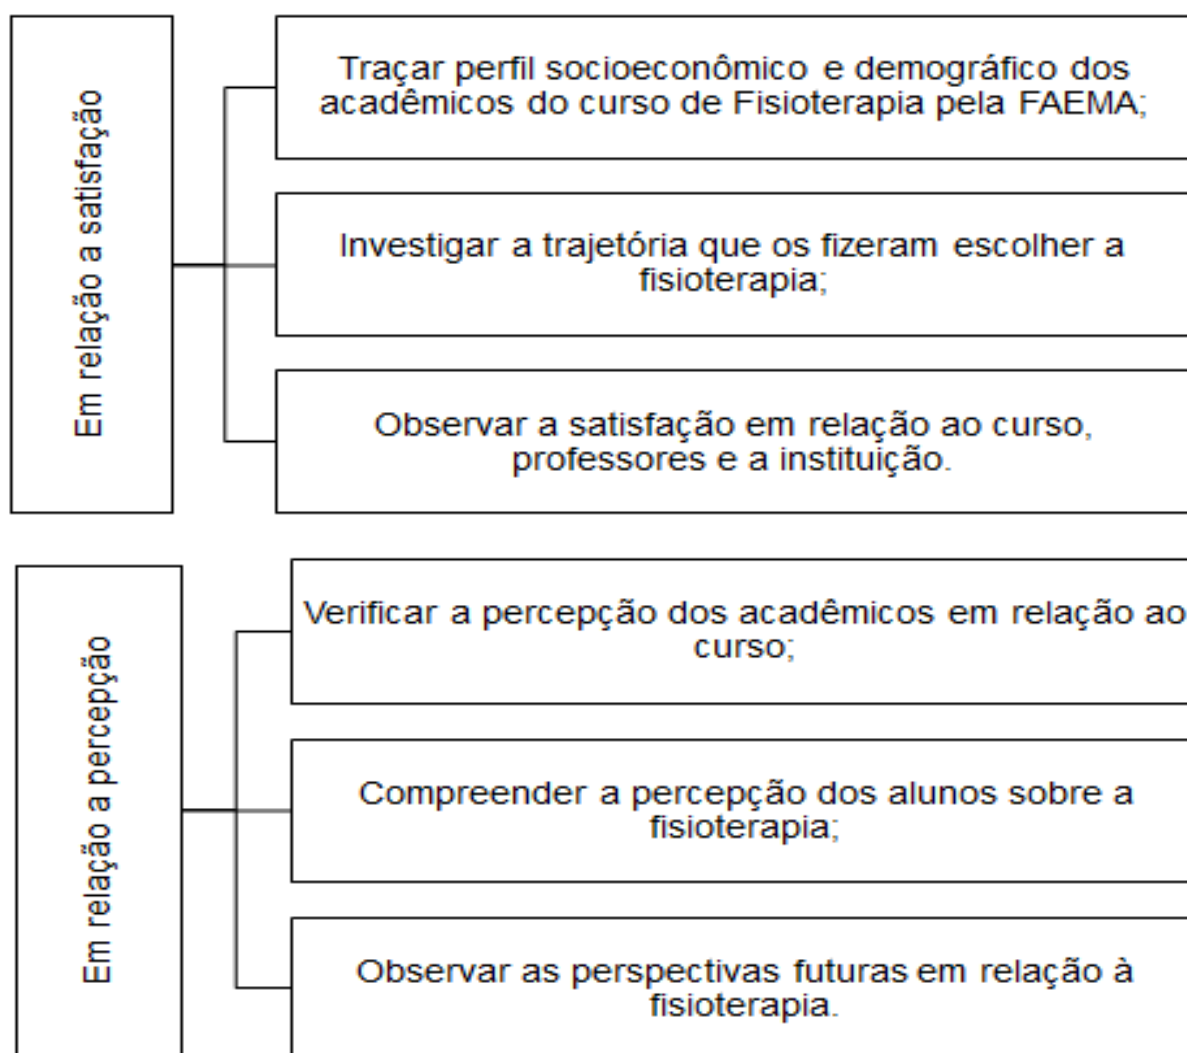 Em relação a satisfação
Traçar perfil socioeconômico e demográfico dos
acadêmicos do curso de Fisioterapia pela FAEMA;
Investigar a trajetória que os fizeram escolher a
fisioterapia;
Observar a satisfação em relação ao curso,
professores e a instituição.
Em relação a percepção
Verificar a percepção dos acadêmicos em relação ao
curso;
Compreender a percepção dos alunos sobre a
fisioterapia;
Observar as perspectivas futuras em relação à
fisioterapia.